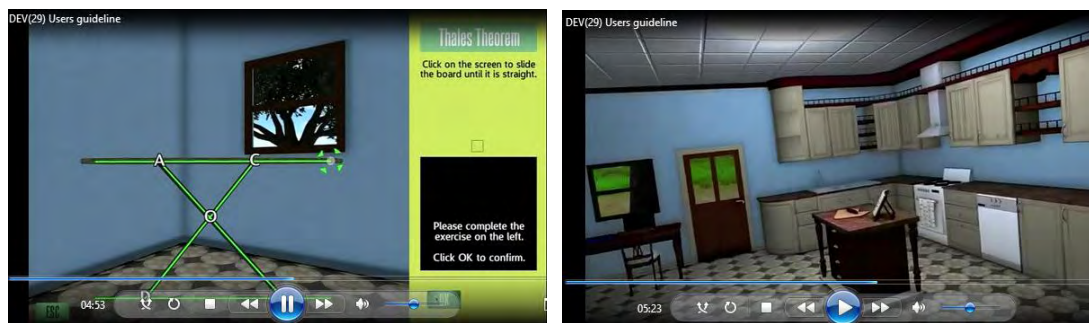 DEV(29) Users guideline
Thales Theorem
Click on the screen to slide
the board until it is straight.
A
C
O
Please complete the
exercise on the left.
Click OK to confirm.
D
ESC
04:53
DEV(29) Users guideline
05:23